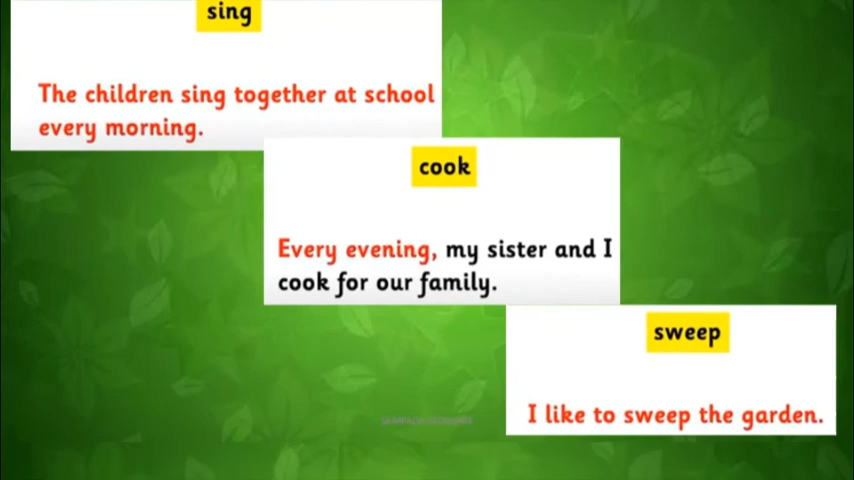 sing
The children sing together at school
every morning.
cook
Every evening, my sister and I
cook for our family.
sweep
I like to sweep the garden.